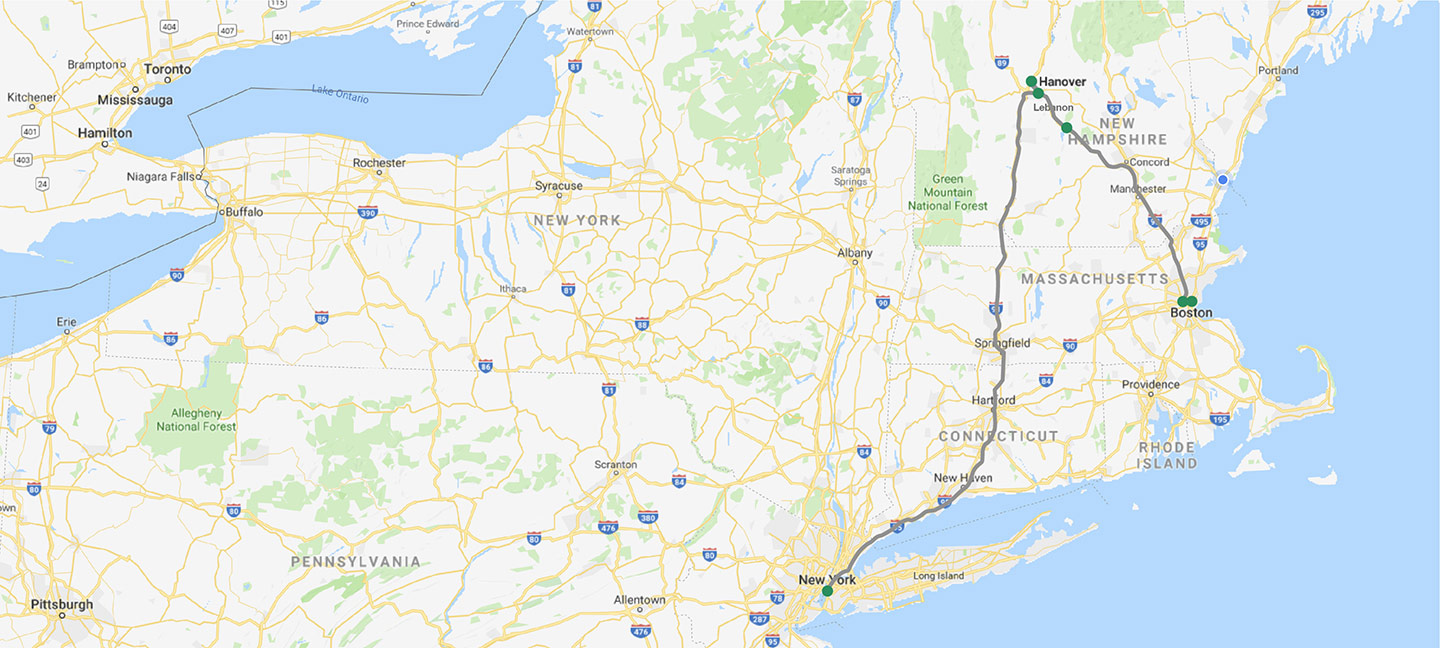 115
81
295
Prince Edward
404
407
401
Watertown
Brampton
Toronto
81
89
Portland
Hanover
Kitchener
Mississauga
Lake Ontario
87
Lebanon
93
NEW
HAMPSHIRE
401
Hamilton
403
Rochester
Concord
Niagara Falls
Saratoga
Springs
24
Green
Mountain
National Forest
Syracuse
Manchester
Buffalo
390
NEW YORK
495
95
Albany
90
MASSACHUSETTS
Ithaca
81
90
86
88
Boston
Erie
86
Springfield
90
86
84
Providence
81
Hartford
Allegheny
National Forest
195
79
CONNECTICUT
RHODE
ISLAND
84
Scranton
84
New Haven
80
80
380
476
80
80
PENNSYLVANIA
New York
Long Island
Pittsburgh
Allentown
78
287
476
95